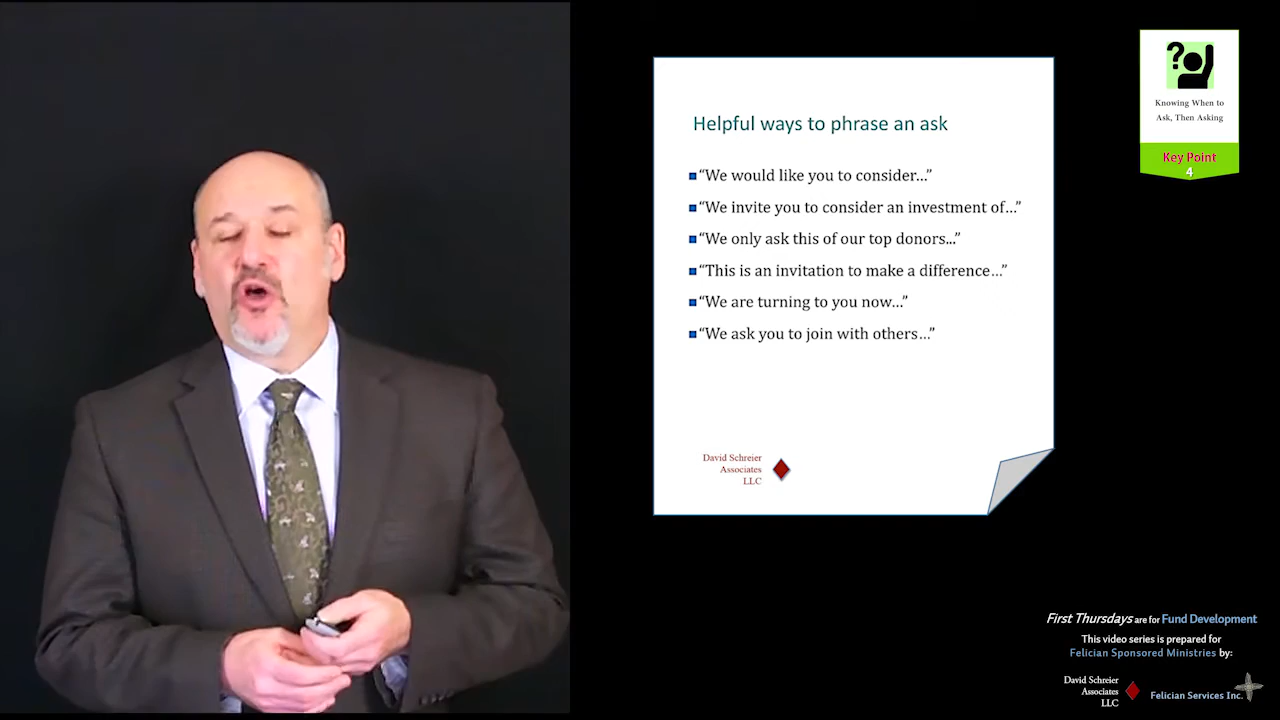 Helpful ways to phrase an ask
“We would like you to consider...”
“We invite you to consider an investment of...”
“We only ask this of our top donors...”
“This is an invitation to make a difference...”
“We are turning to you now...”
“We ask you to join with others...”
David Schreier
Associates
LLC
?
Knowing When to
Ask, Then Asking
Key Point
4
First Thursdays are for Fund Development
This video series is prepared for
Felician Sponsored Ministries by:
David Schreier
Associates
LLC
Felician Services Inc.